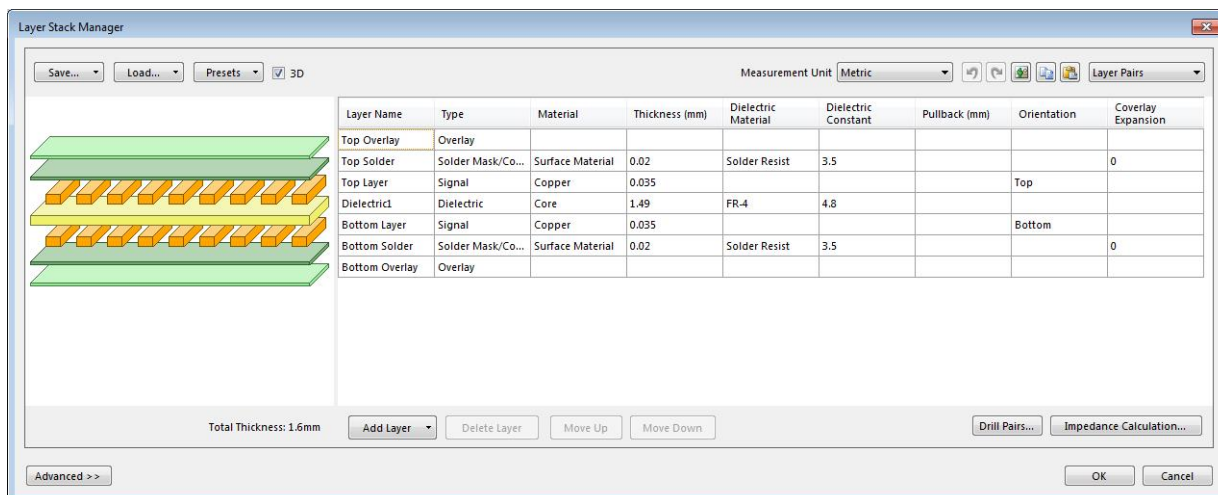 Layer Stack Manager
Save... Load... Presets 3D Measurement Unit Metric Layer Pairs
Layer Name Type Material Thickness (mm) Dielectric Material Dielectric Constant Pullback (mm) Orientation Coverlay Expansion
Top Overlay Overlay
Top Solder Solder Mask/Co... Surface Material 0.02 Solder Resist 3.5 0
Top Layer Signal Copper 0.035 Top
Dielectric1 Dielectric Core 1.49 FR-4 4.8
Bottom Layer Signal Copper 0.035 Bottom
Bottom Solder Solder Mask/Co... Surface Material 0.02 Solder Resist 3.5 0
Bottom Overlay Overlay
Total Thickness: 1.6mm Add Layer Delete Layer Move Up Move Down Drill Pairs... Impedance Calculation...
Advanced >> OK Cancel